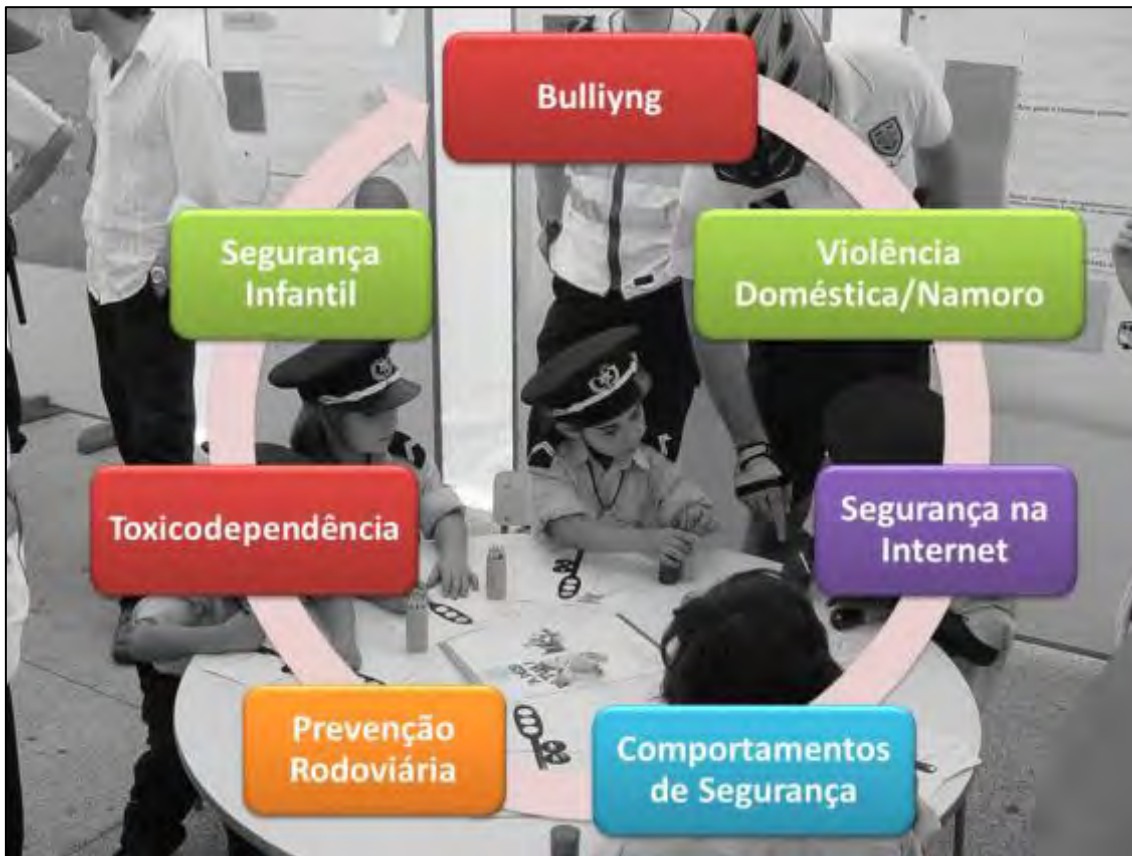 Bulliyng
Violência
Doméstica/Namoro
Segurança na
Internet
Comportamentos
de Segurança
Prevenção
Rodoviária
Toxicodependência
Segurança
Infantil